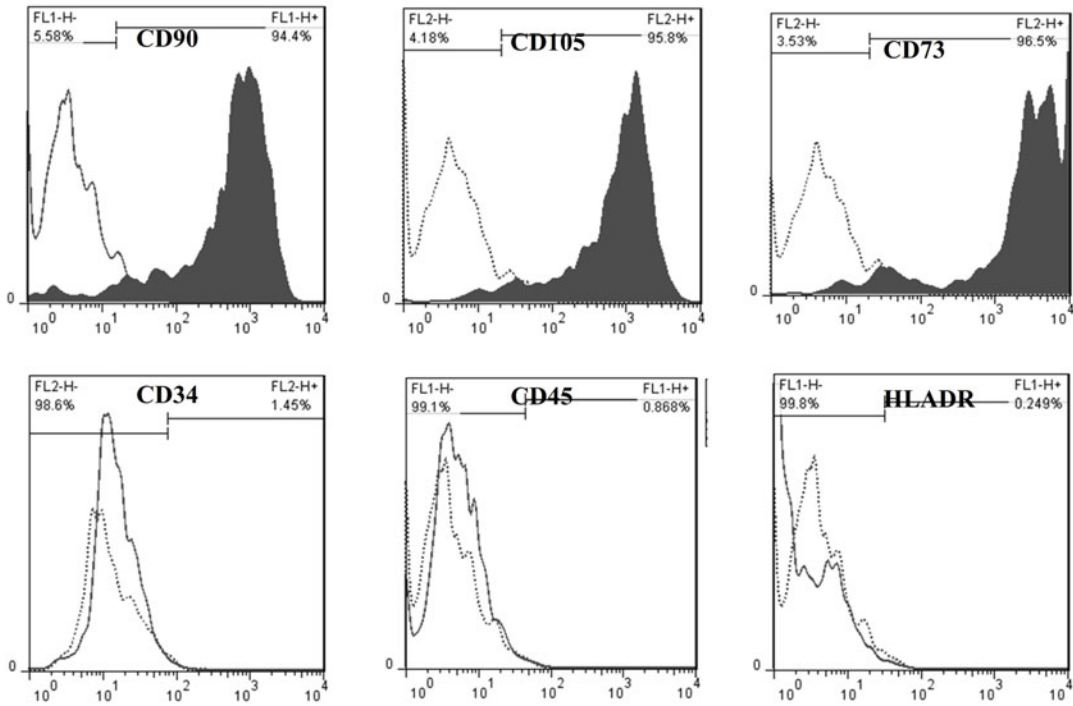 FL1-H- FL1-H+
5.58% CD90 94.4%
0
10^0 10^1 10^2 10^3 10^4
FL2-H- FL2-H+
4.18% CD105 95.8%
0
10^0 10^1 10^2 10^3 10^4
FL2-H- FL2-H+
3.53% CD73 96.5%
0
10^0 10^1 10^2 10^3 10^4
FL2-H- CD34 FL2-H+
98.6% 1.45%
0
10^0 10^1 10^2 10^3 10^4
FL1-H- CD45 FL1-H+
99.1% 0.868%
0
10^0 10^1 10^2 10^3 10^4
FL1-H- FL1-H+
99.8% HLADR 0.249%
0
10^0 10^1 10^2 10^3 10^4